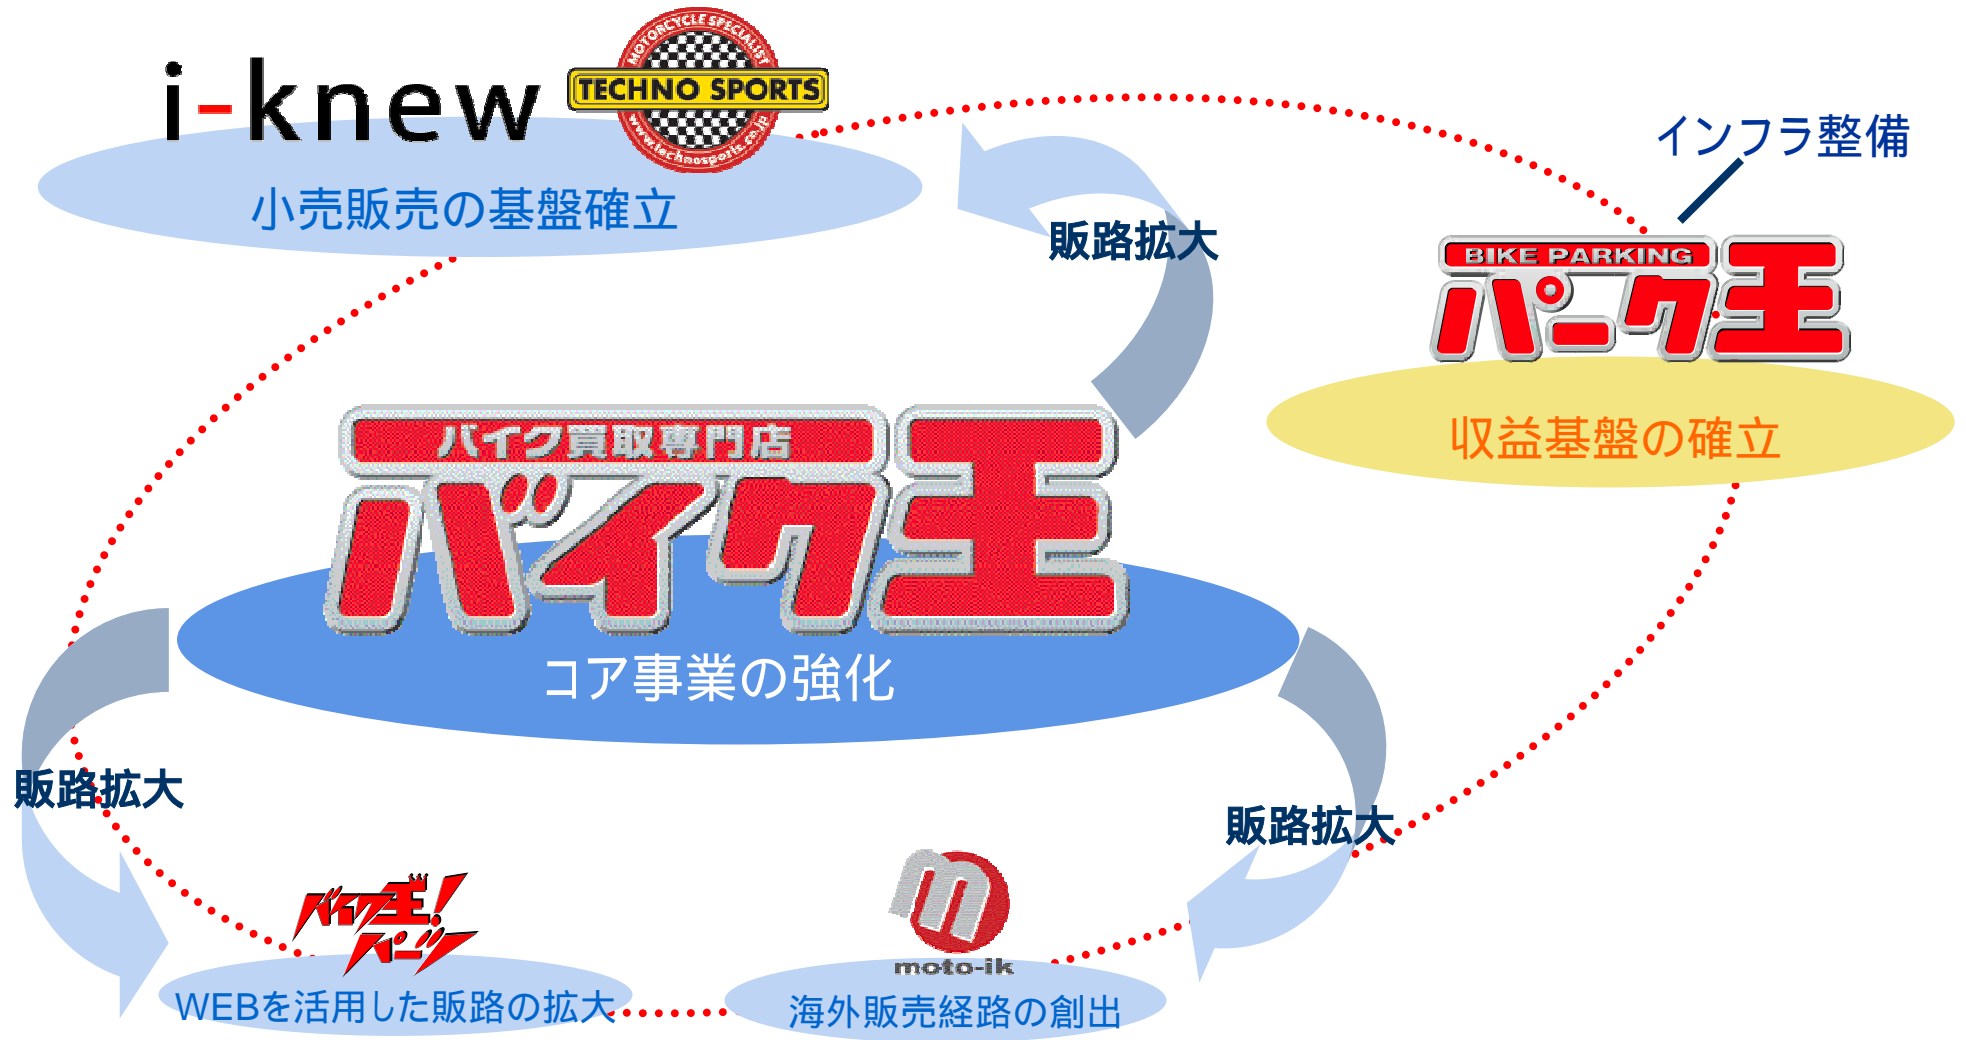 i-knew
MOTORCYCLE SPECIALIST
TECHNO SPORTS
www.technosports.co.jp
小売販売の基盤確立
インフラ整備
販路拡大
BIKE PARKING
パーク王
収益基盤の確立
バイク買取専門店
バイク王
コア事業の強化
販路拡大
販路拡大
バイク王!
パーツ
moto-ik
WEBを活用した販路の拡大
海外販売経路の創出